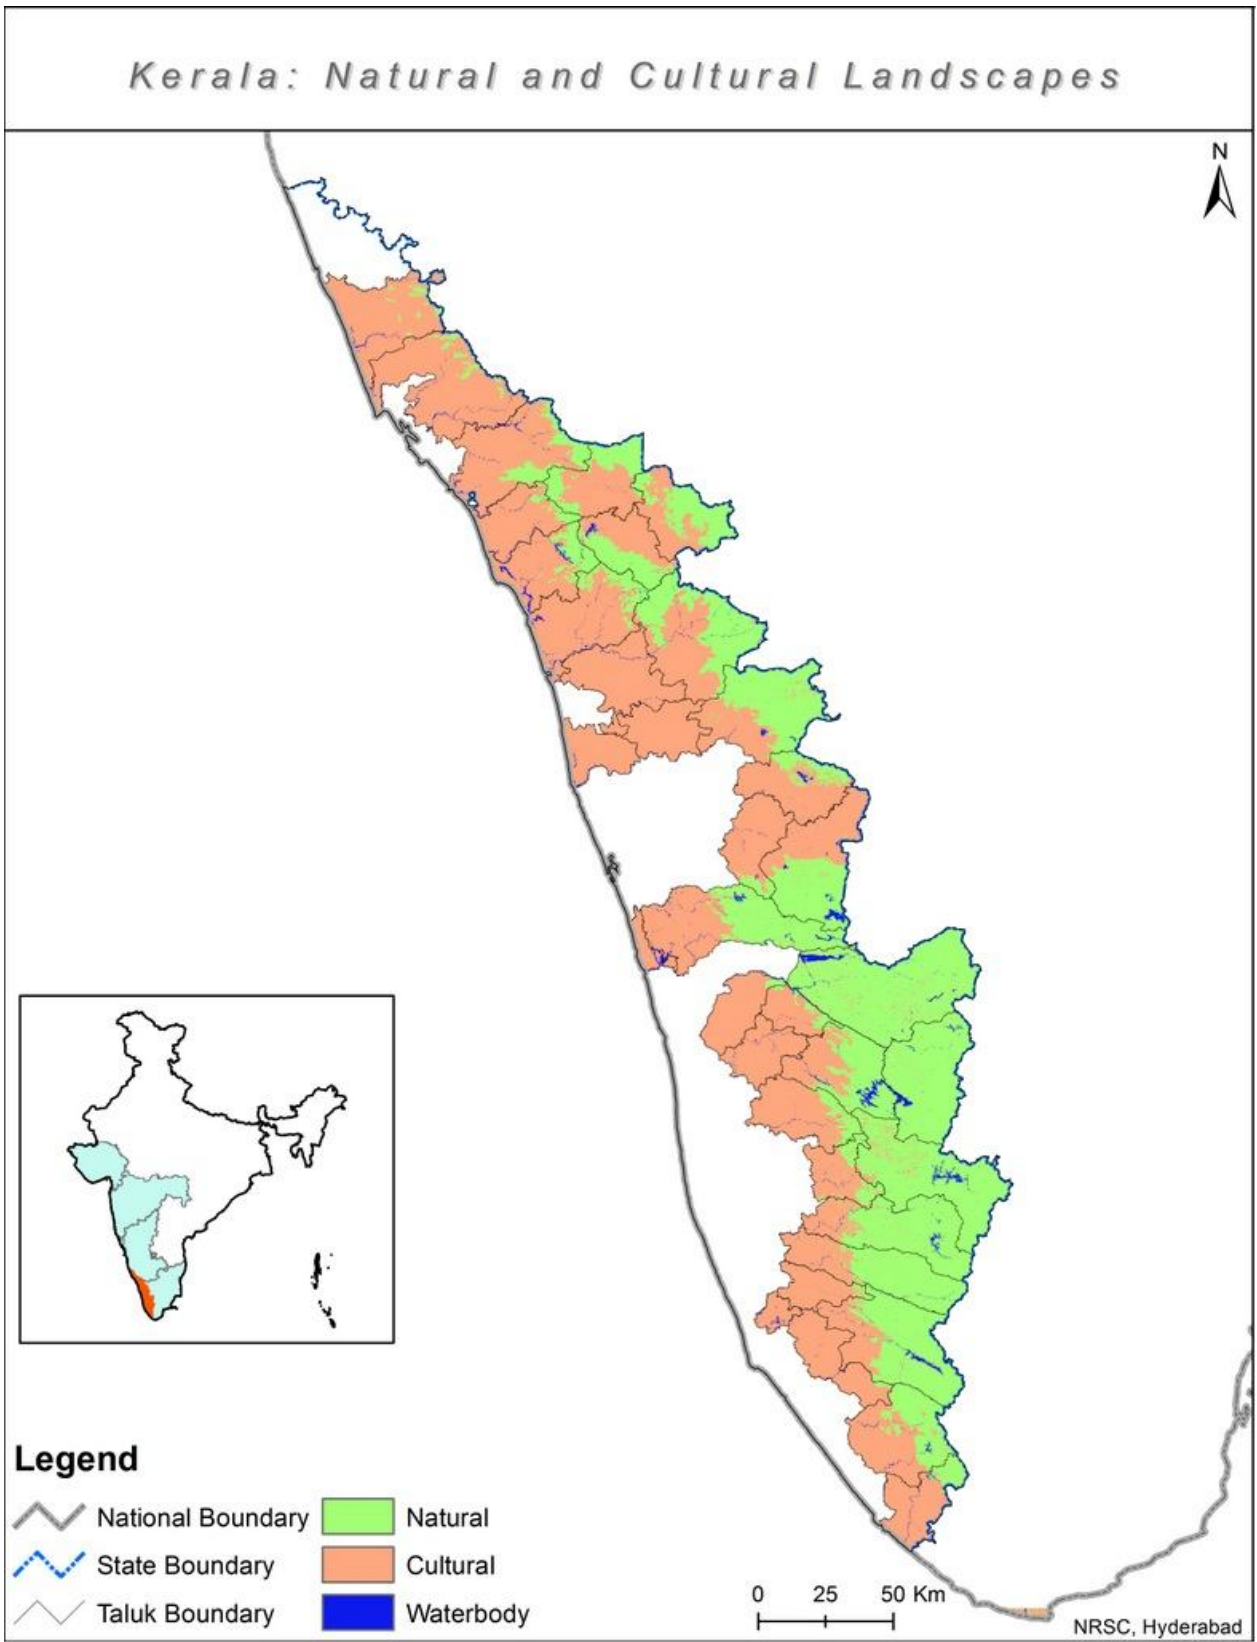 Kerala: Natural and Cultural Landscapes
N
Legend
National Boundary
State Boundary
Taluk Boundary
Natural
Cultural
Waterbody
0 25 50 Km
NRSC, Hyderabad